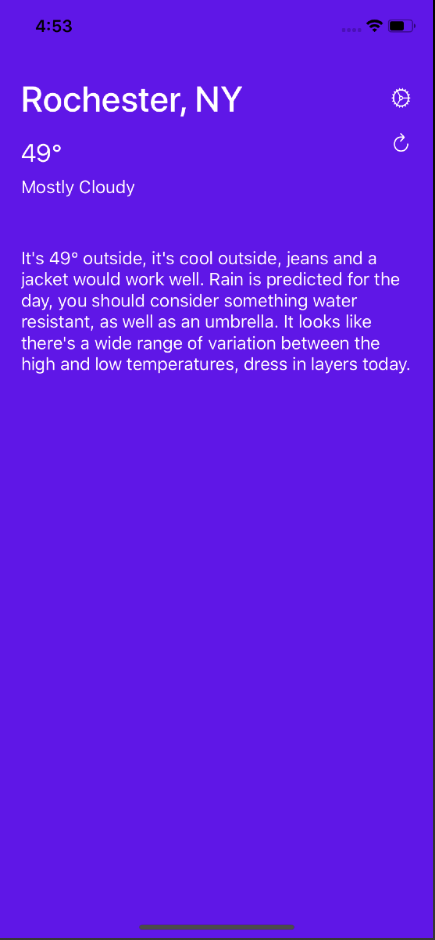 4:53
Rochester, NY
49°
Mostly Cloudy
It's 49° outside, it's cool outside, jeans and a
jacket would work well. Rain is predicted for the
day, you should consider something water
resistant, as well as an umbrella. It looks like
there's a wide range of variation between the
high and low temperatures, dress in layers today.